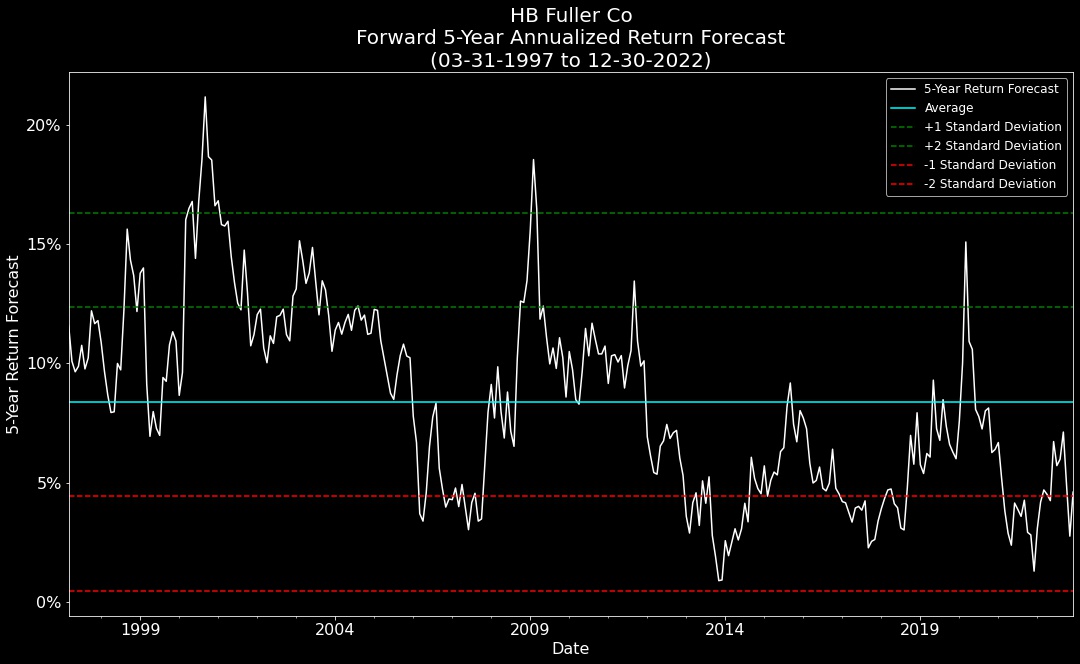 HB Fuller Co
Forward 5-Year Annualized Return Forecast
(03-31-1997 to 12-30-2022)
5-Year Return Forecast
Average
+1 Standard Deviation
+2 Standard Deviation
-1 Standard Deviation
-2 Standard Deviation
5-Year Return Forecast
20%
15%
10%
5%
0%
1999
2004
2009
2014
2019
Date